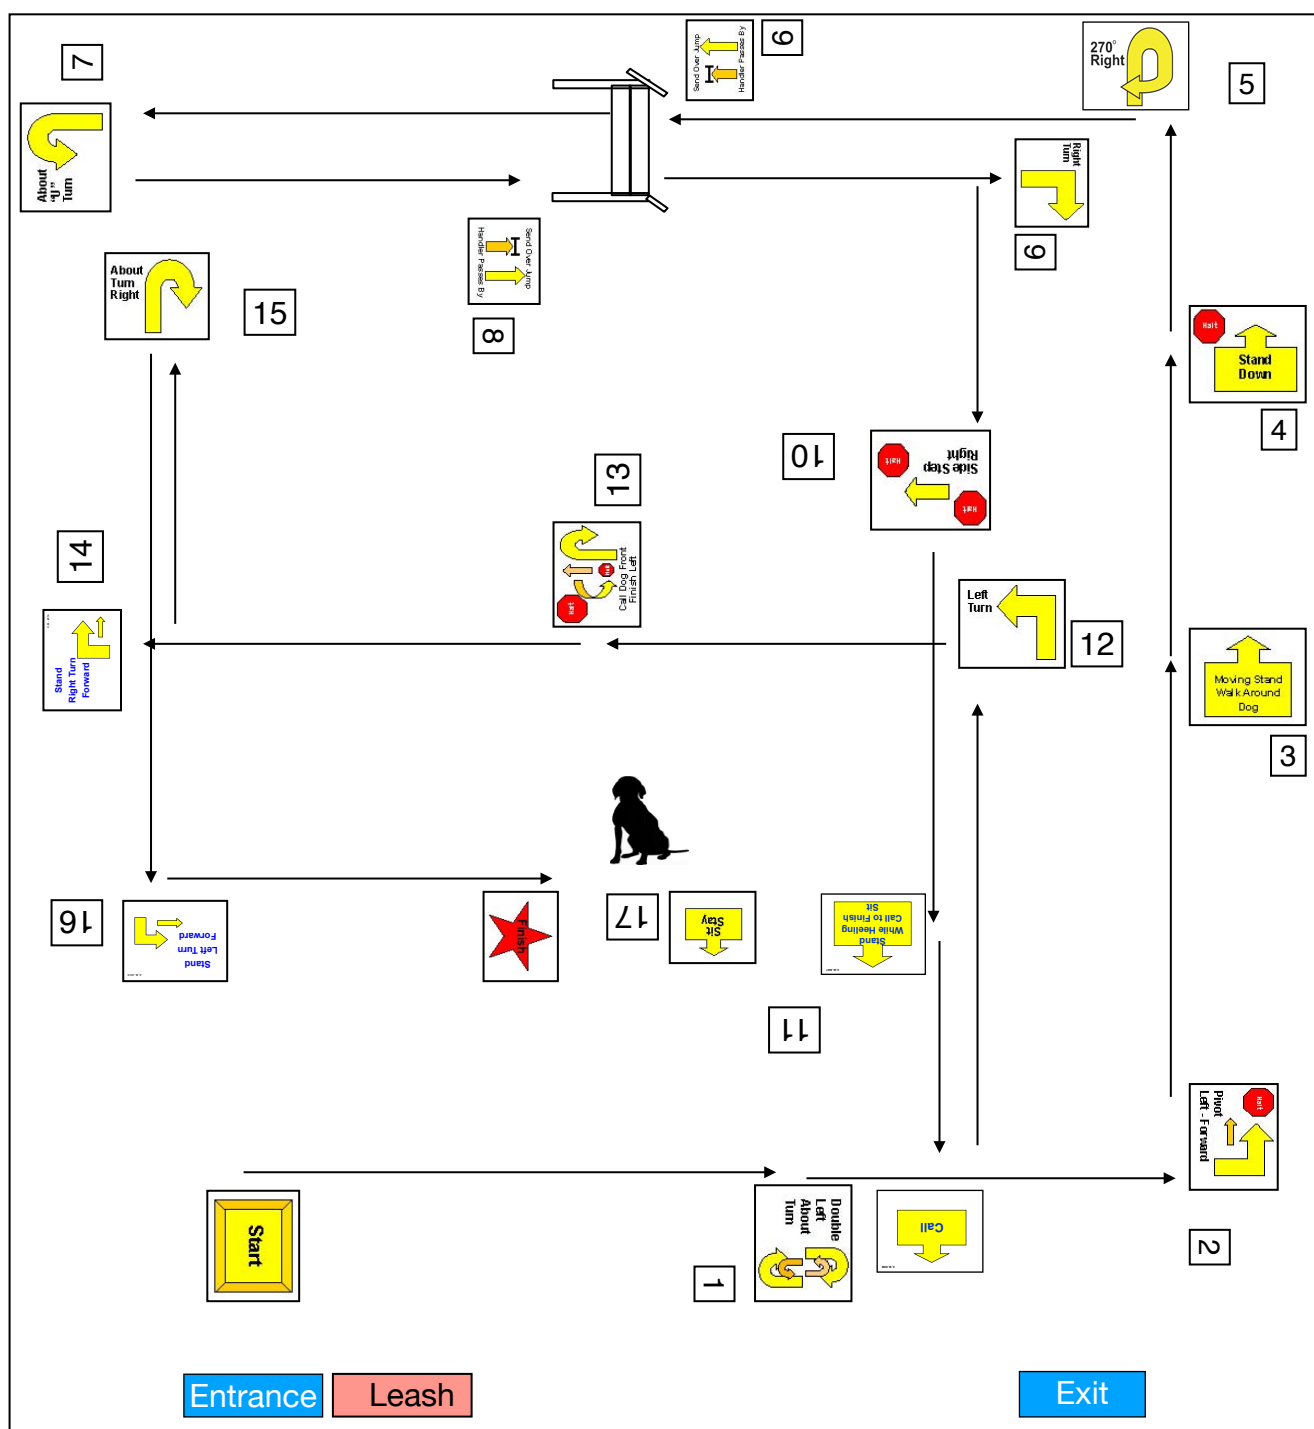 7
Send Over Jump
Handler Passes By
6
270°
Right
5
About
"U"
Turn
Right
Turn
9
Send Over Jump
Handler Passes By
8
About
Turn
Right
15
Halt
Stand
Down
4
13
Call Dog Front
Finish Left
Halt
10
Side Step
Right
Halt
Halt
14
Stand
Right Turn
Forward
Left
Turn
12
Moving Stand
Walk Around
Dog
3
16
Stand
Left Turn
Forward
Finish
17
Sit
Stay
Stand
While Heeling
Call to Finish
Sit
11
Halt
Pivot
Left - Forward
2
Start
Double
Left
About
Turn
1
Call
Entrance
Leash
Exit